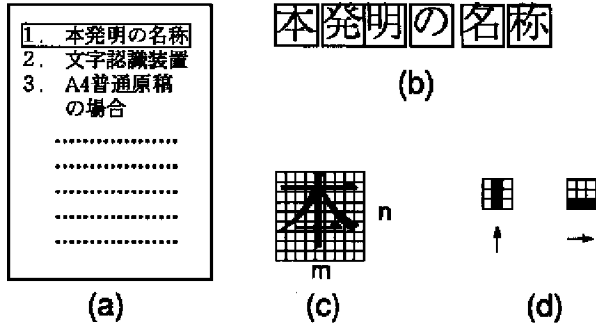 1. 本発明の名称
2. 文字認識装置
3. A4普通原稿
の場合
(a)
本発明の名称
(b)
本
n
m
(c)
(d)